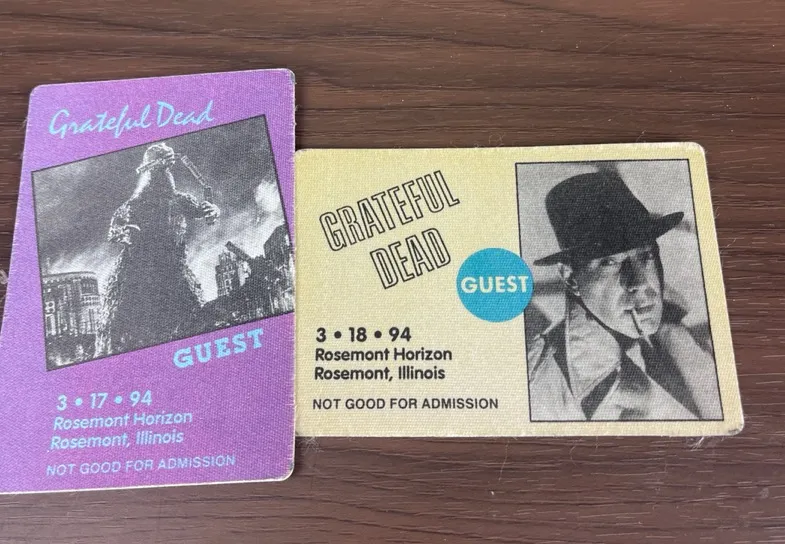 Grateful Dead
GUEST
3 • 17 • 94
Rosemont Horizon
Rosemont, Illinois
NOT GOOD FOR ADMISSION
GRATEFUL
DEAD
GUEST
3 • 18 • 94
Rosemont Horizon
Rosemont, Illinois
NOT GOOD FOR ADMISSION